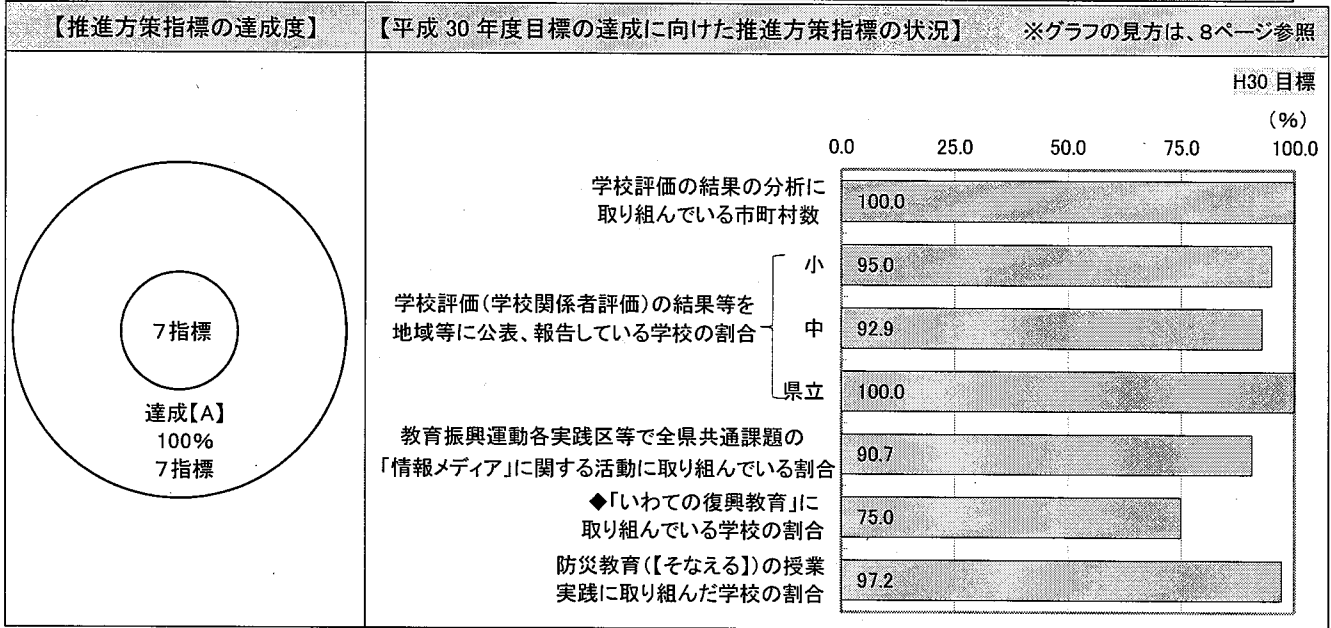 【推進方策指標の達成度】
【平成 30 年度目標の達成に向けた推進方策指標の状況】 ※グラフの見方は、8ページ参照
7指標
達成【A】
100%
7指標
H30 目標
(%)
0.0 25.0 50.0 75.0 100.0
学校評価の結果の分析に
取り組んでいる市町村数
100.0
学校評価(学校関係者評価)の結果等を
地域等に公表、報告している学校の割合
小
95.0
中
92.9
県立
100.0
教育振興運動各実践区等で全県共通課題の
「情報メディア」に関する活動に取り組んでいる割合
90.7
◆「いわての復興教育」に
取り組んでいる学校の割合
75.0
防災教育(【そなえる】)の授業
実践に取り組んだ学校の割合
97.2